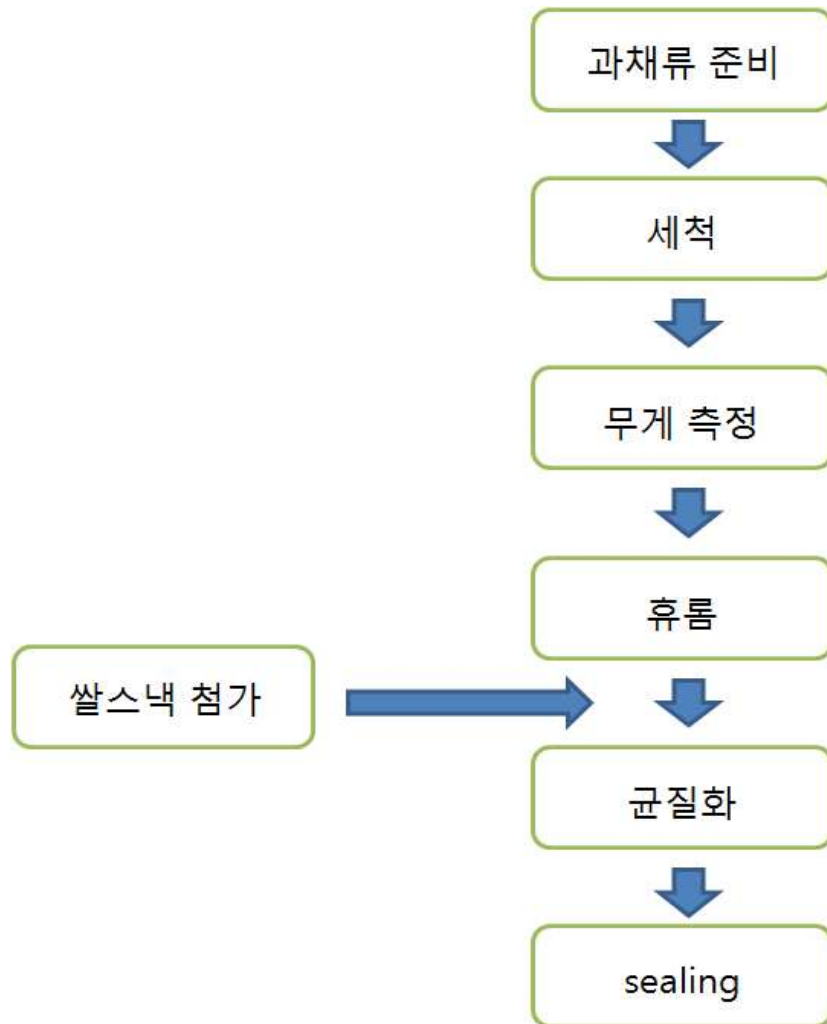 과채류 준비
세척
무게 측정
휴롬
쌀스낵 첨가
균질화
sealing